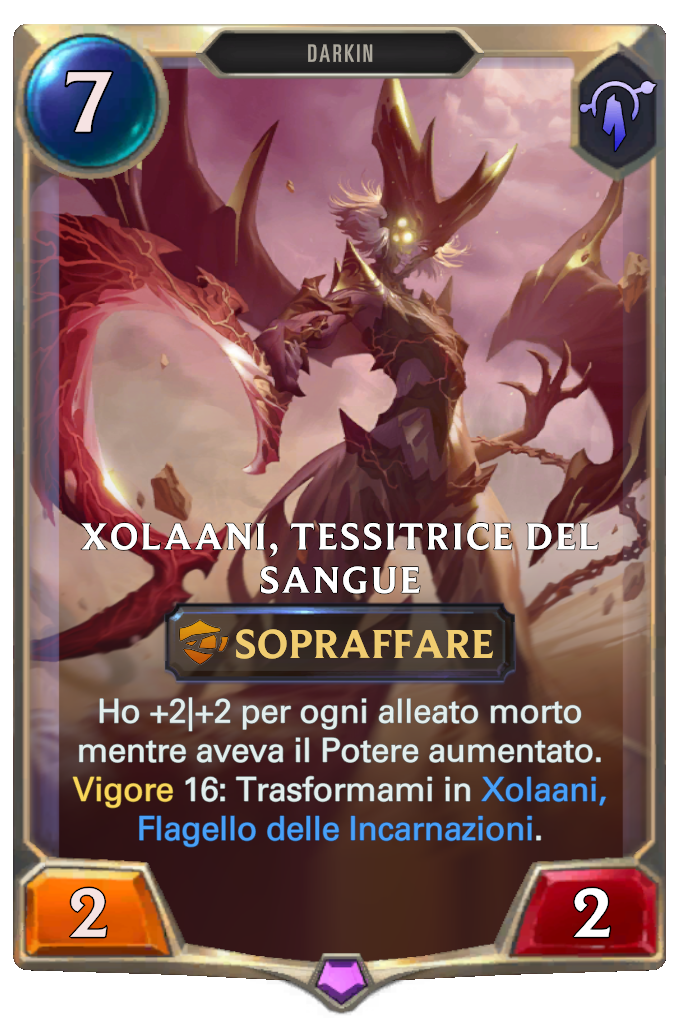 DARKIN
7
XOLAANI, TESSITRICE DEL
SANGUE
SOPRAFFARE
Ho +2|+2 per ogni alleato morto
mentre aveva il Potere aumentato.
Vigore 16: Trasformami in Xolaani,
Flagello delle Incarnazioni.
2
2